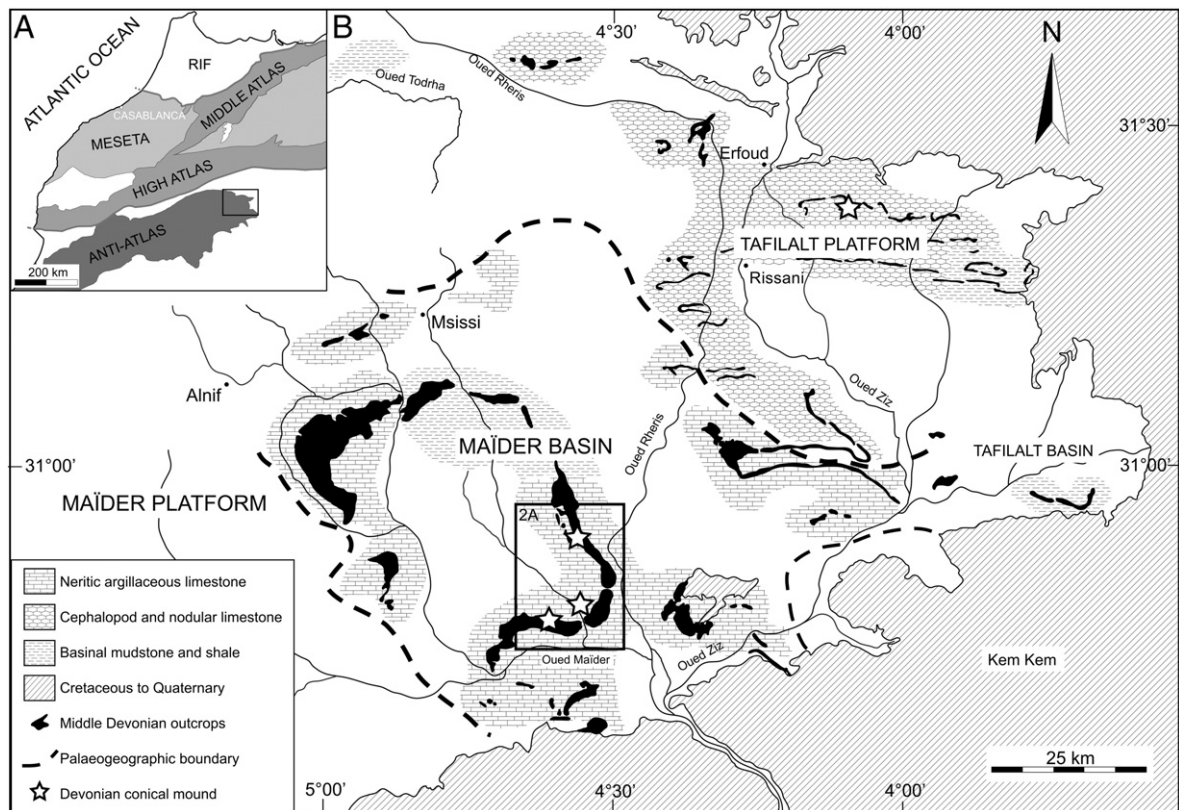 A
ATLANTIC OCEAN
RIF
CASABLANCA
MIDDLE ATLAS
MESETA
HIGH ATLAS
ANTI-ATLAS
200 km
B
4°30'
4°00'
N
Oued Todrha
Oued Rheris
31°30'
Erfoud
TAFILALT PLATFORM
Rissani
Msissi
Alnif
Oued Ziz
MAÏDER BASIN
Oued Rheris
31°00'
31°00'
TAFILALT BASIN
MAÏDER PLATFORM
2A
Oued Maïder
Oued Ziz
Kem Kem
Neritic argillaceous limestone
Cephalopod and nodular limestone
Basinal mudstone and shale
Cretaceous to Quaternary
Middle Devonian outcrops
Palaeogeographic boundary
Devonian conical mound
25 km
5°00'
4°30'
4°00'